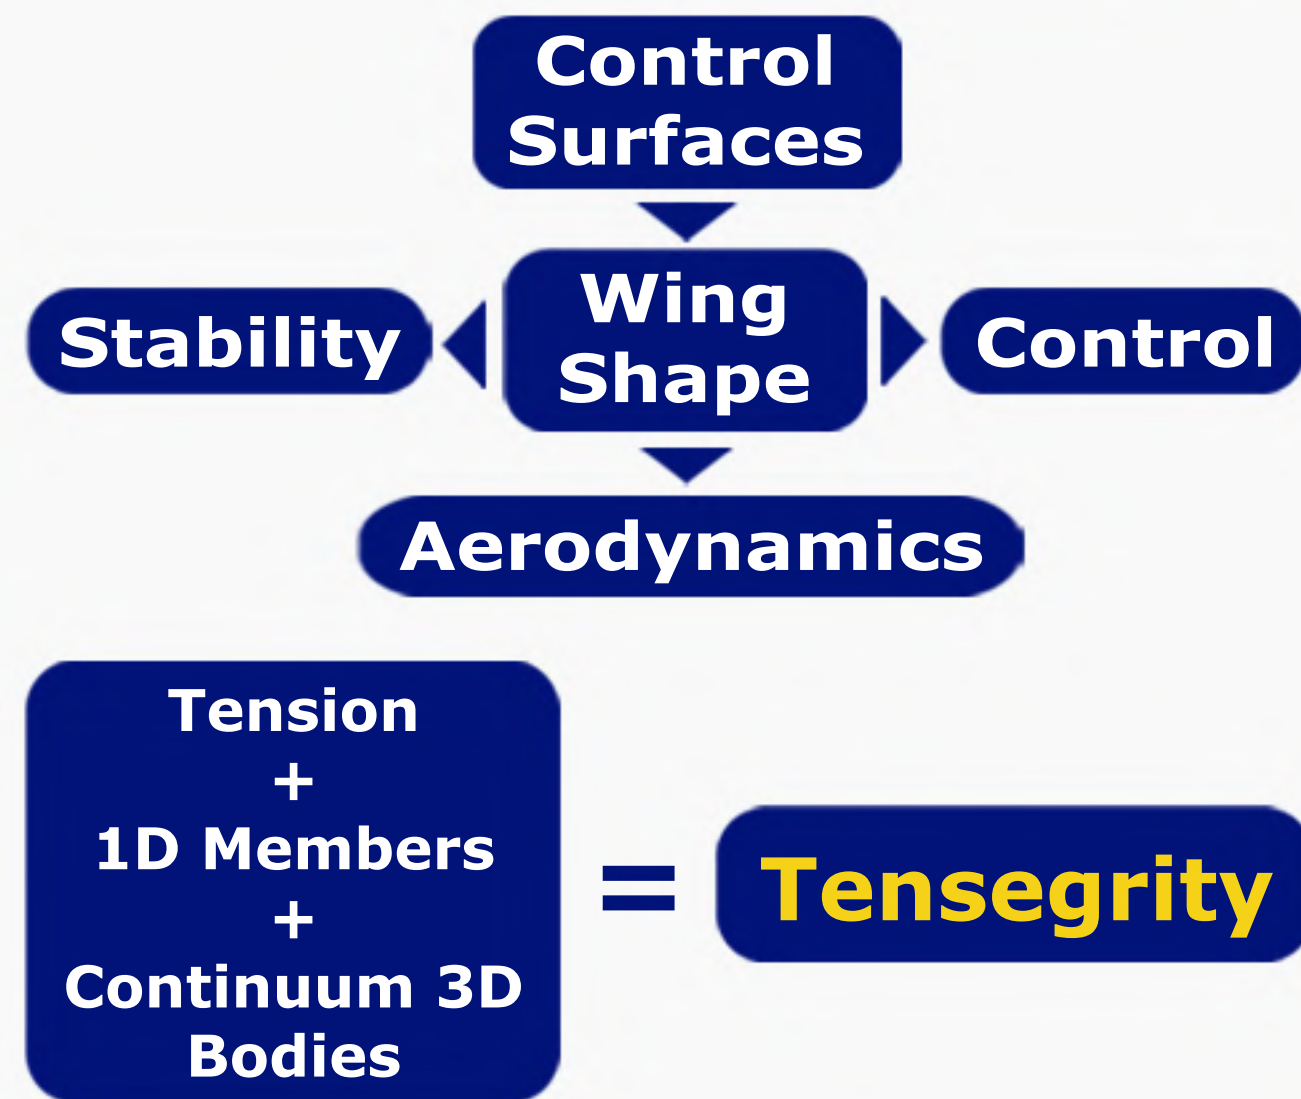 Control
Surfaces
Stability
Wing
Shape
Control
Aerodynamics
Tension
+
1D Members
+
Continuum 3D
Bodies
=
Tensegrity